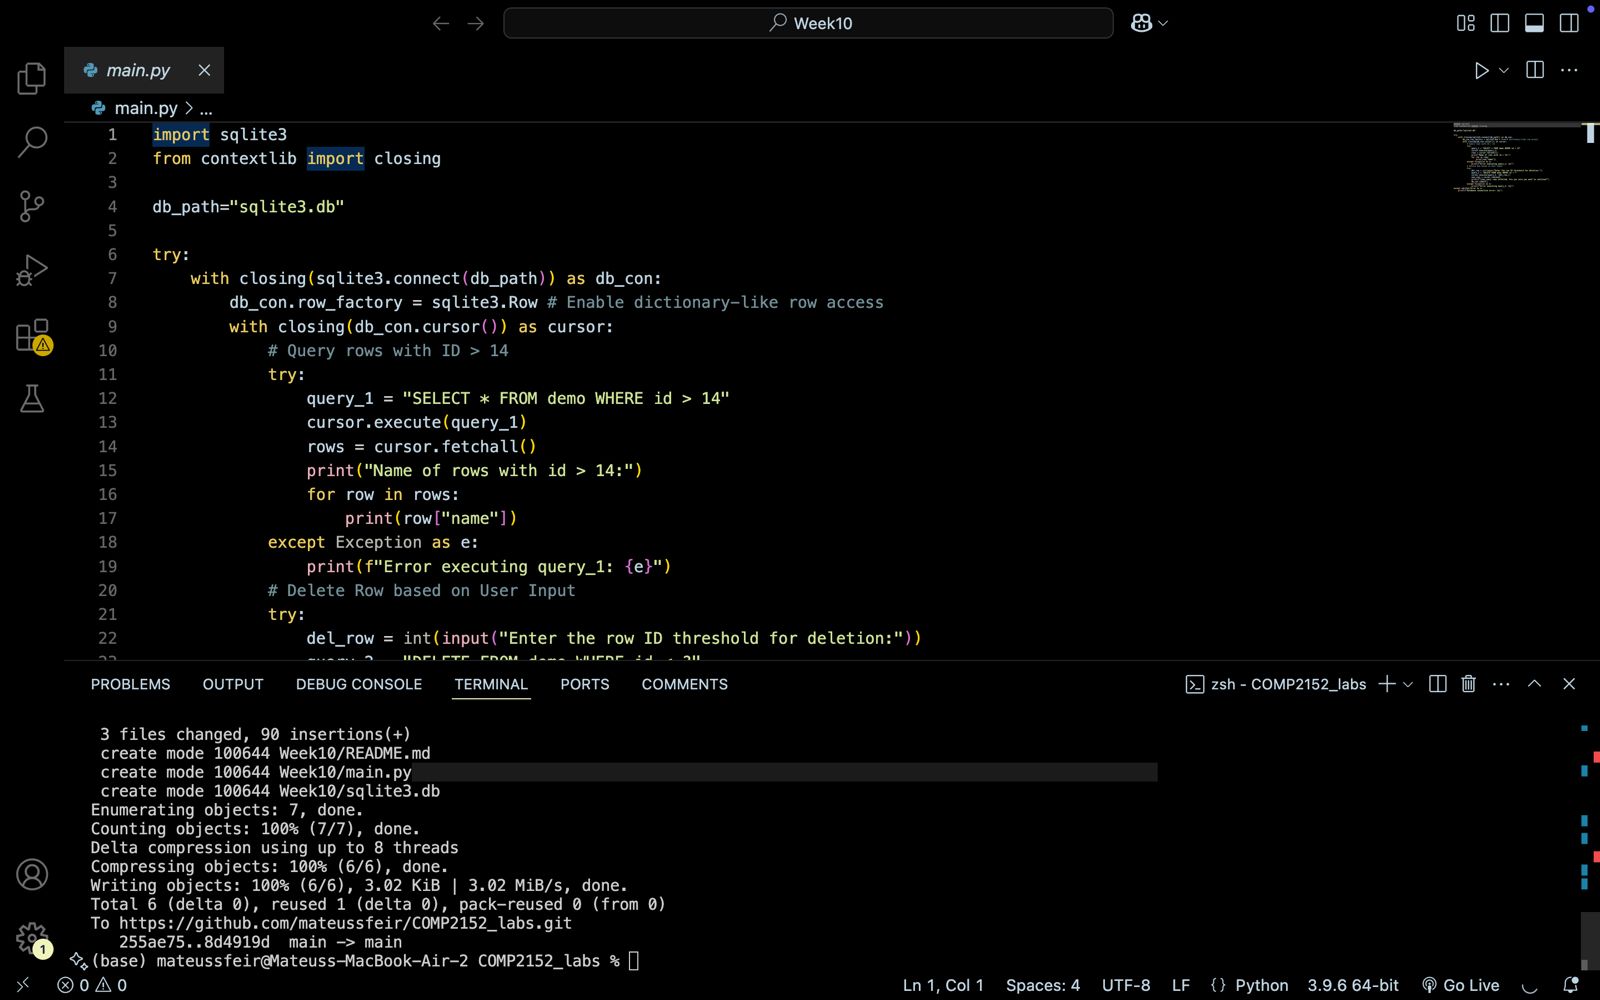 Week10
main.py
main.py > ...
1 import sqlite3
2 from contextlib import closing
3
4 db_path="sqlite3.db"
5
6 try:
7 with closing(sqlite3.connect(db_path)) as db_con:
8 db_con.row_factory = sqlite3.Row # Enable dictionary-like row access
9 with closing(db_con.cursor()) as cursor:
10 # Query rows with ID > 14
11 try:
12 query_1 = "SELECT * FROM demo WHERE id > 14"
13 cursor.execute(query_1)
14 rows = cursor.fetchall()
15 print("Name of rows with id > 14:")
16 for row in rows:
17 print(row["name"])
18 except Exception as e:
19 print(f"Error executing query_1: {e}")
20 # Delete Row based on User Input
21 try:
22 del_row = int(input("Enter the row ID threshold for deletion:"))
23 query_2 = "DELETE FROM demo WHERE id < ?"
PROBLEMS OUTPUT DEBUG CONSOLE TERMINAL PORTS COMMENTS zsh - COMP2152_labs
3 files changed, 90 insertions(+)
create mode 100644 Week10/README.md
create mode 100644 Week10/main.py
create mode 100644 Week10/sqlite3.db
Enumerating objects: 7, done.
Counting objects: 100% (7/7), done.
Delta compression using up to 8 threads
Compressing objects: 100% (6/6), done.
Writing objects: 100% (6/6), 3.02 KiB | 3.02 MiB/s, done.
Total 6 (delta 0), reused 1 (delta 0), pack-reused 0 (from 0)
To https://github.com/mateussfeir/COMP2152_labs.git
255ae75..8d4919d main -> main
(base) mateussfeir@Mateuss-MacBook-Air-2 COMP2152_labs %
1
0 0 Ln 1, Col 1 Spaces: 4 UTF-8 LF {} Python 3.9.6 64-bit Go Live